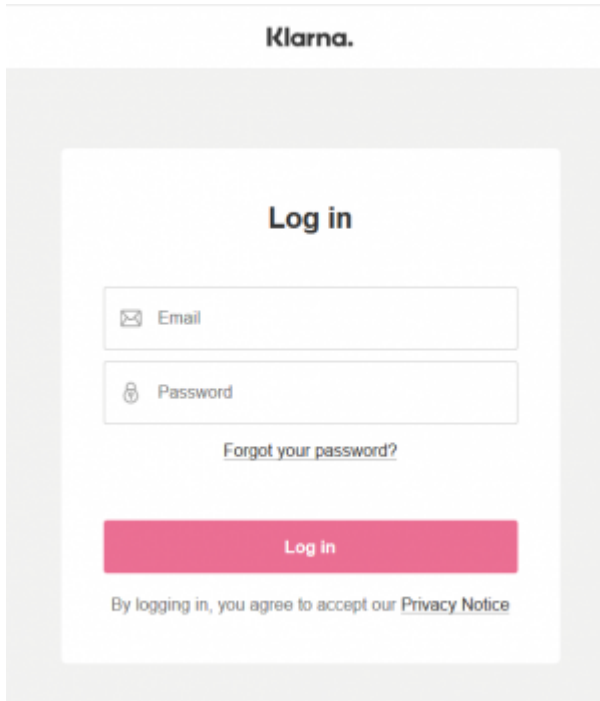 Klarna.
Log in
Email
Password
Forgot your password?
Log in
By logging in, you agree to accept our Privacy Notice